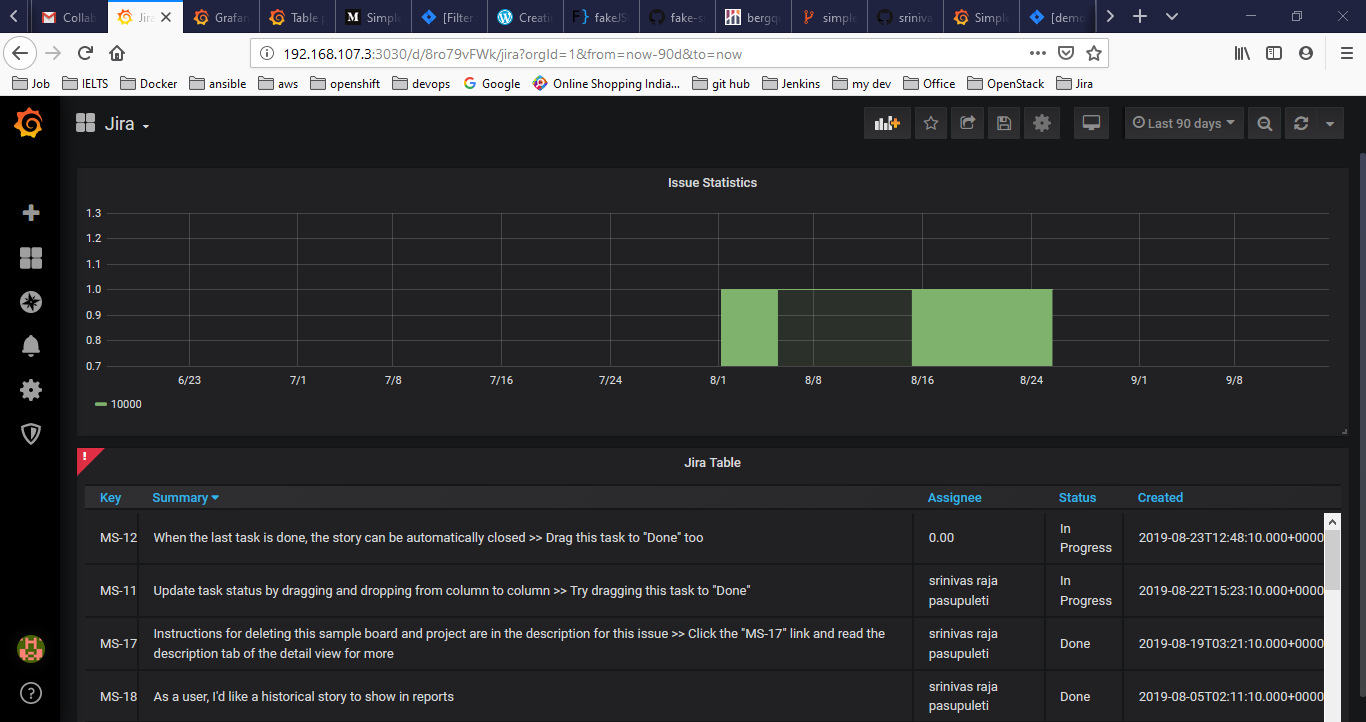 Collab
Jira
Grafan
Table p
Simple
[Filter
Creatin
fakeJS
fake-s
bergqu
simple
sriniva
Simple
[demo
192.168.107.3:3030/d/8ro79vFWk/jira?orgId=1&from=now-90d&to=now
Job
IELTS
Docker
ansible
aws
openshift
devops
Google
Online Shopping India...
git hub
Jenkins
my dev
Office
OpenStack
Jira
Jira
Last 90 days
Issue Statistics
1.3
1.2
1.1
1.0
0.9
0.8
0.7
6/23 7/1 7/8 7/16 7/24 8/1 8/8 8/16 8/24 9/1 9/8
10000
!
Jira Table
Key Summary Assignee Status Created
MS-12 When the last task is done, the story can be automatically closed >> Drag this task to "Done" too 0.00 In Progress 2019-08-23T12:48:10.000+0000
MS-11 Update task status by dragging and dropping from column to column >> Try dragging this task to "Done" srinivas raja pasupuleti In Progress 2019-08-22T15:23:10.000+0000
MS-17 Instructions for deleting this sample board and project are in the description for this issue >> Click the "MS-17" link and read the description tab of the detail view for more srinivas raja pasupuleti Done 2019-08-19T03:21:10.000+0000
MS-18 As a user, I'd like a historical story to show in reports srinivas raja pasupuleti Done 2019-08-05T02:11:10.000+0000